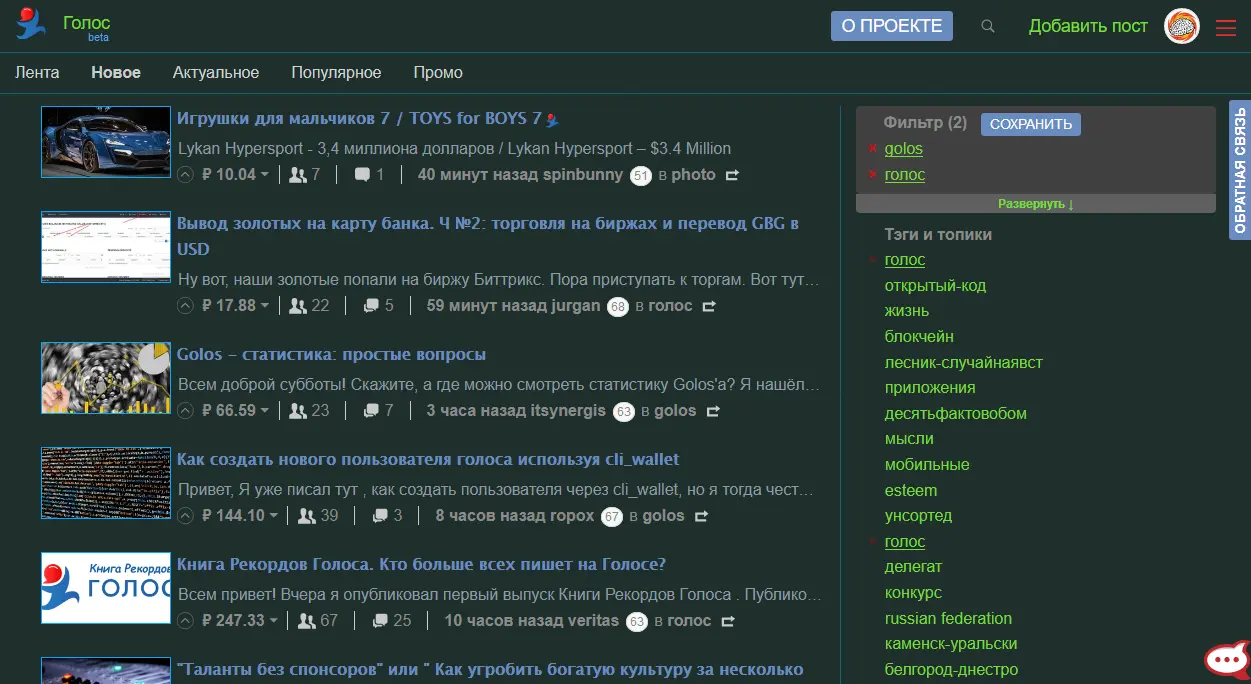 Голос
beta
О ПРОЕКТЕ
Добавить пост
Лента Новое Актуальное Популярное Промо
Игрушки для мальчиков 7 / TOYS for BOYS 7
Lykan Hypersport - 3,4 миллиона долларов / Lykan Hypersport – $3.4 Million
₽ 10.04 7 1 40 минут назад spinbunny 51 в photo
Вывод золотых на карту банка. Ч №2: торговля на биржах и перевод GBG в
USD
Ну вот, наши золотые попали на биржу Биттрикс. Пора приступать к торгам. Вот тут…
₽ 17.88 22 5 59 минут назад jurgan 68 в голос
Golos – статистика: простые вопросы
Всем доброй субботы! Скажите, а где можно смотреть статистику Golos'а? Я нашёл…
₽ 66.59 23 7 3 часа назад itsynergis 63 в golos
Как создать нового пользователя голоса используя cli_wallet
Привет, Я уже писал тут , как создать пользователя через cli_wallet, но я тогда чест…
₽ 144.10 39 3 8 часов назад ropox 67 в golos
Книга Рекордов
ГОЛОС
Книга Рекордов Голоса. Кто больше всех пишет на Голосе?
Всем привет! Вчера я опубликовал первый выпуск Книги Рекордов Голоса . Публико…
₽ 247.33 67 25 10 часов назад veritas 63 в голос
"Таланты без спонсоров" или " Как угробить богатую культуру за несколько
Фильтр (2) СОХРАНИТЬ
× golos
× голос
Развернуть ↓
Тэги и топики
× голос
открытый-код
жизнь
блокчейн
лесник-случайнаявст
приложения
десятьфактовобом
мысли
мобильные
esteem
унсортед
× голос
делегат
конкурс
russian federation
каменск-уральски
белгород-днестро
ОБРАТНАЯ СВЯЗЬ